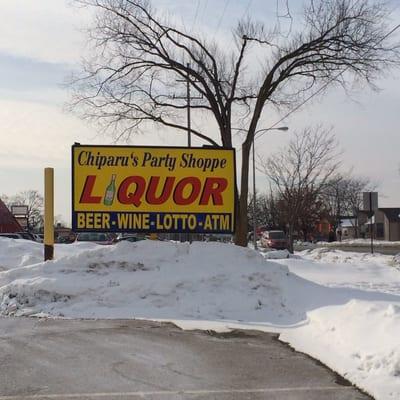 Chiparu's Party Shoppe
LIQUOR
BEER-WINE-LOTTO-ATM